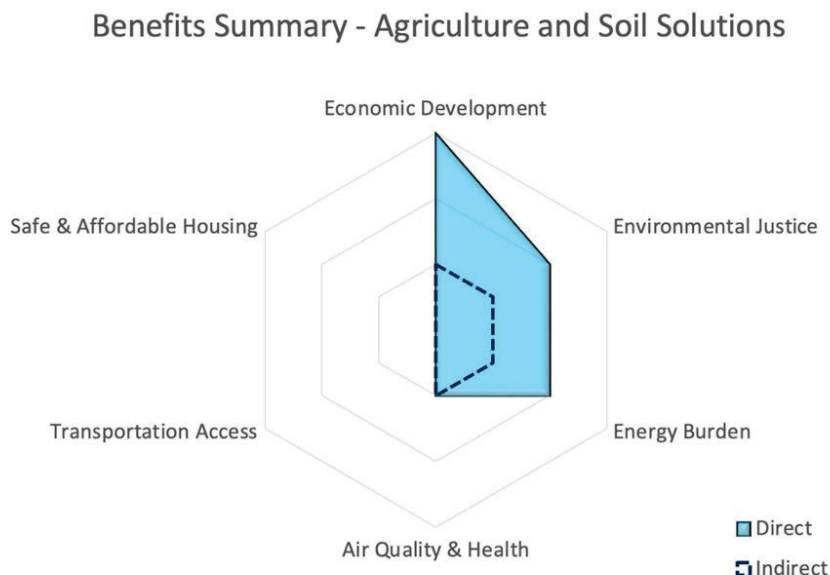 Benefits Summary - Agriculture and Soil Solutions
Economic Development
Safe & Affordable Housing
Environmental Justice
Transportation Access
Energy Burden
Air Quality & Health
Direct
Indirect